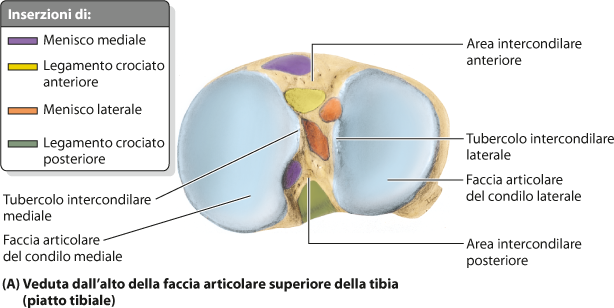 Inserzioni di:
Menisco mediale
Legamento crociato
anteriore
Menisco laterale
Legamento crociato
posteriore
Area intercondilare
anteriore
Tubercolo intercondilare
laterale
Faccia articolare
del condilo laterale
Area intercondilare
posteriore
Tubercolo intercondilare
mediale
Faccia articolare
del condilo mediale
(A) Veduta dall'alto della faccia articolare superiore della tibia
(piatto tibiale)